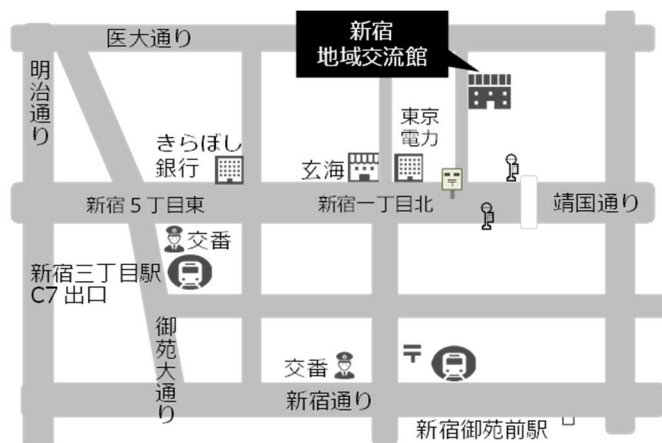 新宿
地域交流館
医大通り
明治通り
東京
電力
きらぼし
銀行
玄海
新宿5丁目東
新宿一丁目北
靖国通り
交番
新宿三丁目駅
C7出口
御苑大通り
〒
交番
新宿通り
新宿御苑前駅